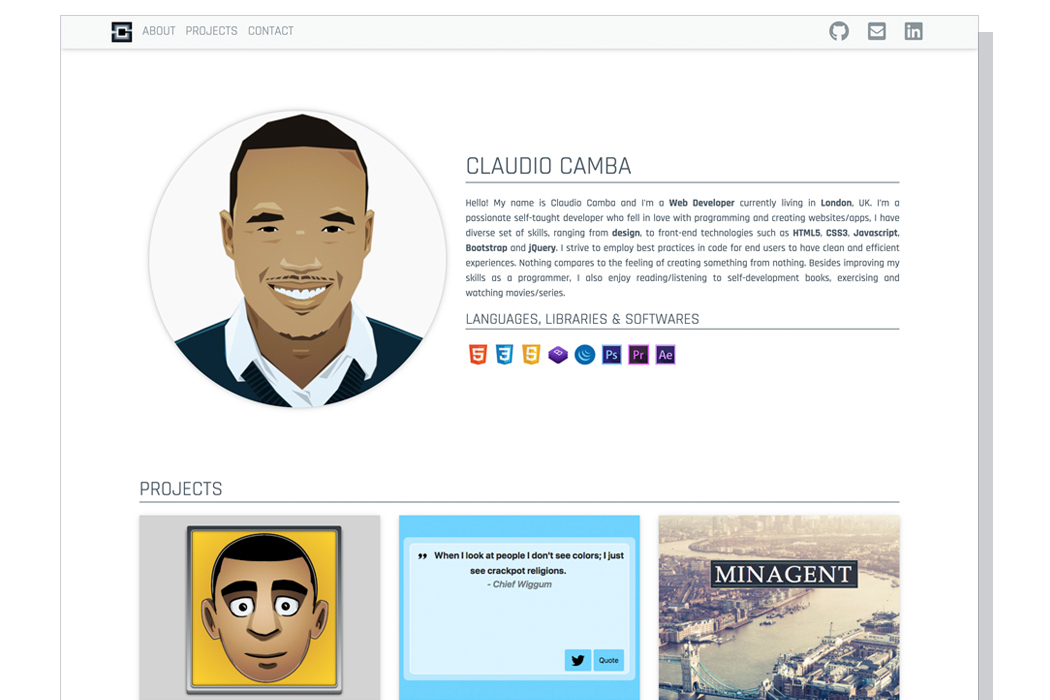 ABOUT PROJECTS CONTACT
CLAUDIO CAMBA
Hello! My name is Claudio Camba and I'm a Web Developer currently living in London, UK. I'm a
passionate self-taught developer who fell in love with programming and creating websites/apps, I have
diverse set of skills, ranging from design, to front-end technologies such as HTML5, CSS3, Javascript,
Bootstrap and jQuery. I strive to employ best practices in code for end users to have clean and efficient
experiences. Nothing compares to the feeling of creating something from nothing. Besides improving my
skills as a programmer, I also enjoy reading/listening to self-development books, exercising and
watching movies/series.
LANGUAGES, LIBRARIES & SOFTWARES
5 3 5 B Ps Pr Ae
PROJECTS
” When I look at people I don't see colors; I just
see crackpot religions.
- Chief Wiggum
Quote
MINAGENT